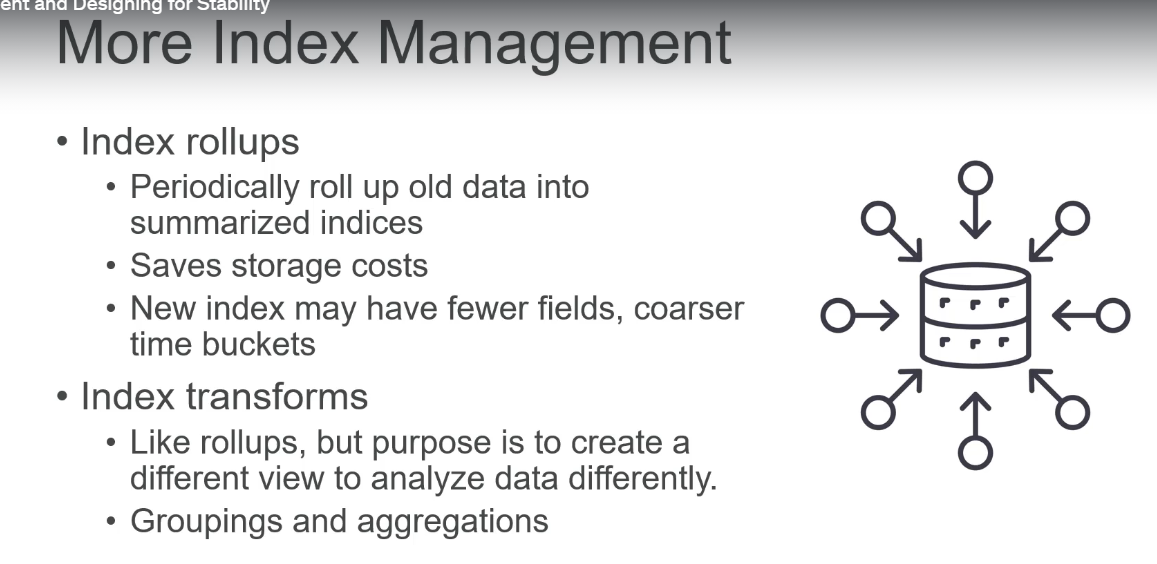 and Designing for Stability
More Index Management
• Index rollups
• Periodically roll up old data into
summarized indices
• Saves storage costs
• New index may have fewer fields, coarser
time buckets
• Index transforms
• Like rollups, but purpose is to create a
different view to analyze data differently.
• Groupings and aggregations